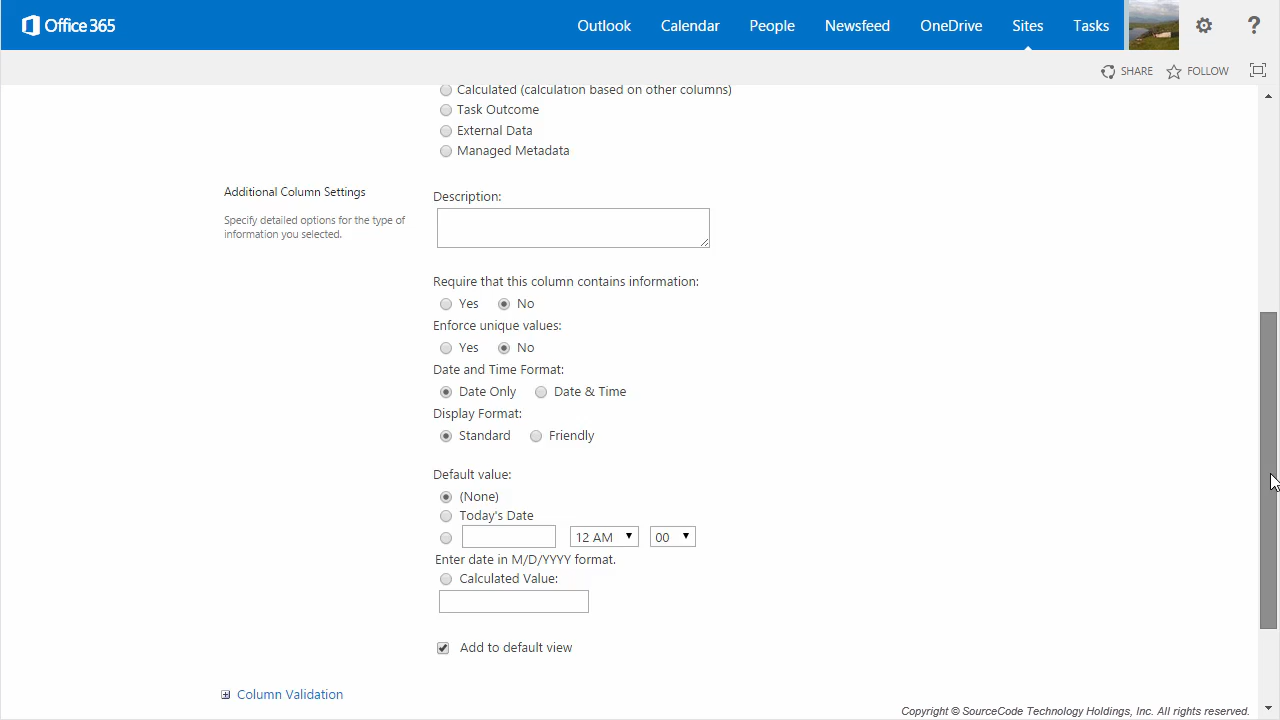 Office 365
Outlook Calendar People Newsfeed OneDrive Sites Tasks ?
SHARE FOLLOW
Calculated (calculation based on other columns)
Task Outcome
External Data
Managed Metadata
Additional Column Settings
Specify detailed options for the type of
information you selected.
Description:
Require that this column contains information:
Yes No
Enforce unique values:
Yes No
Date and Time Format:
Date Only Date & Time
Display Format:
Standard Friendly
Default value:
(None)
Today's Date
12 AM 00
Enter date in M/D/YYYY format.
Calculated Value:
Add to default view
Column Validation
Copyright © SourceCode Technology Holdings, Inc. All rights reserved.